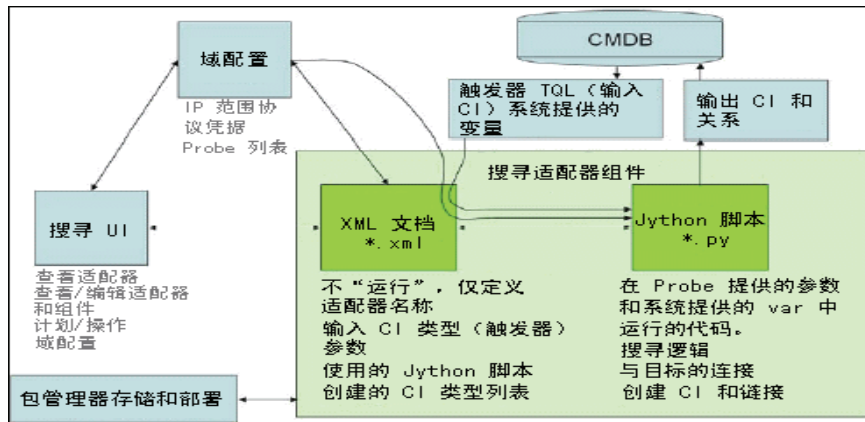 CMDB
域配置
IP 范围协
议凭据
Probe 列表
触发器 TQL（输入
CI）系统提供的
变量
输出 CI 和
关系
搜寻适配器组件
搜寻 UI
XML 文档
*.xml
Jython 脚本
*.py
查看适配器
查看/编辑适配器
和组件
计划/操作
域配置
不“运行”，仅定义
适配器名称
输入 CI 类型（触发器）
参数
使用的 Jython 脚本
创建的 CI 类型列表
在 Probe 提供的参数
和系统提供的 var 中
运行的代码。
搜寻逻辑
与目标的连接
创建 CI 和链接
包管理器存储和部署